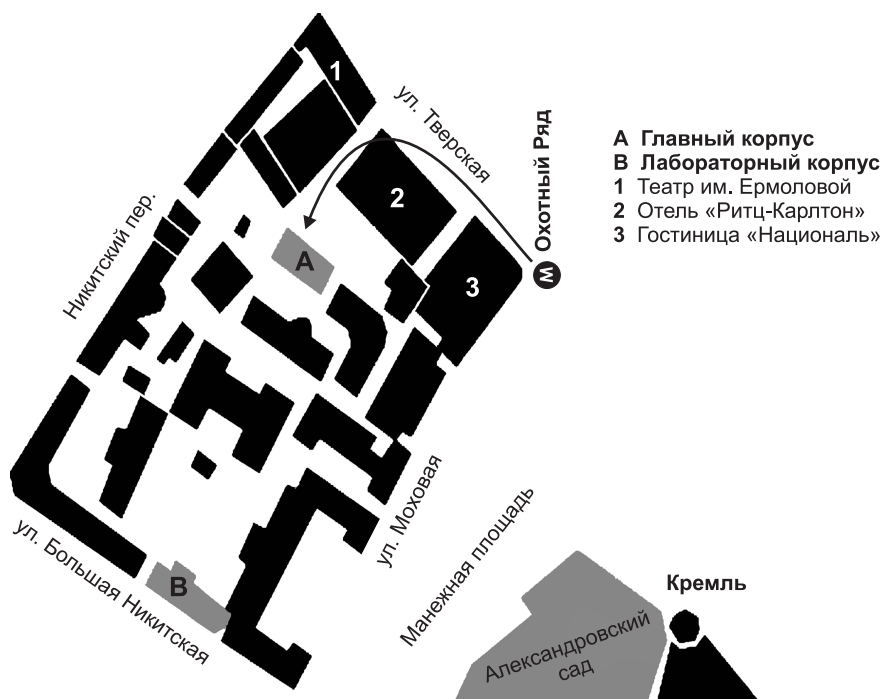 1
ул. Тверская
Охотный Ряд
М
2
3
A
Никитский пер.
A Главный корпус
B Лабораторный корпус
1 Театр им. Ермоловой
2 Отель «Ритц-Карлтон»
3 Гостиница «Националь»
ул. Моховая
Манежная площадь
ул. Большая Никитская
B
Кремль
Александровский
сад